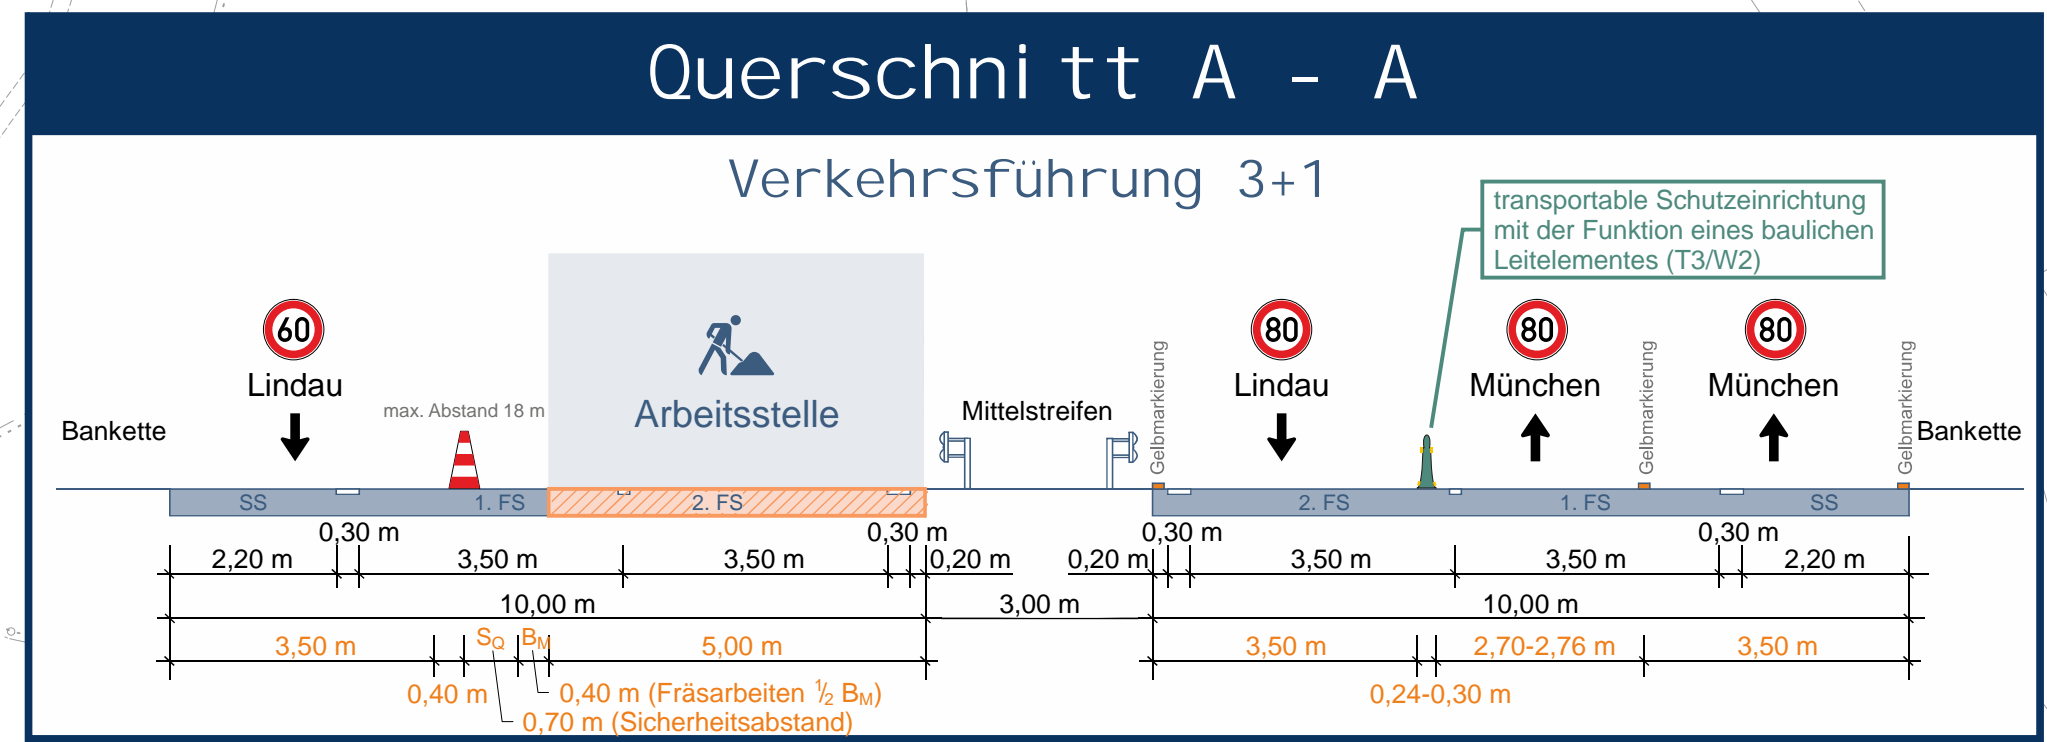 Querschnitt A - A
Verkehrsführung 3+1
transportable Schutzeinrichtung
mit der Funktion eines baulichen
Leitelementes (T3/W2)
60
80
80
80
Lindau
Lindau
München
München
max. Abstand 18 m
Arbeitsstelle
Mittelstreifen
Bankette
Gelbmarkierung
Gelbmarkierung
Gelbmarkierung
Bankette
SS
1. FS
2. FS
2. FS
1. FS
SS
0,30 m
0,30 m
0,30 m
0,30 m
2,20 m
3,50 m
3,50 m
0,20 m
0,20 m
3,50 m
3,50 m
2,20 m
10,00 m
3,00 m
10,00 m
3,50 m
SQ
BM
5,00 m
3,50 m
2,70-2,76 m
3,50 m
0,40 m
0,40 m (Fräsarbeiten ½ BM)
0,24-0,30 m
0,70 m (Sicherheitsabstand)